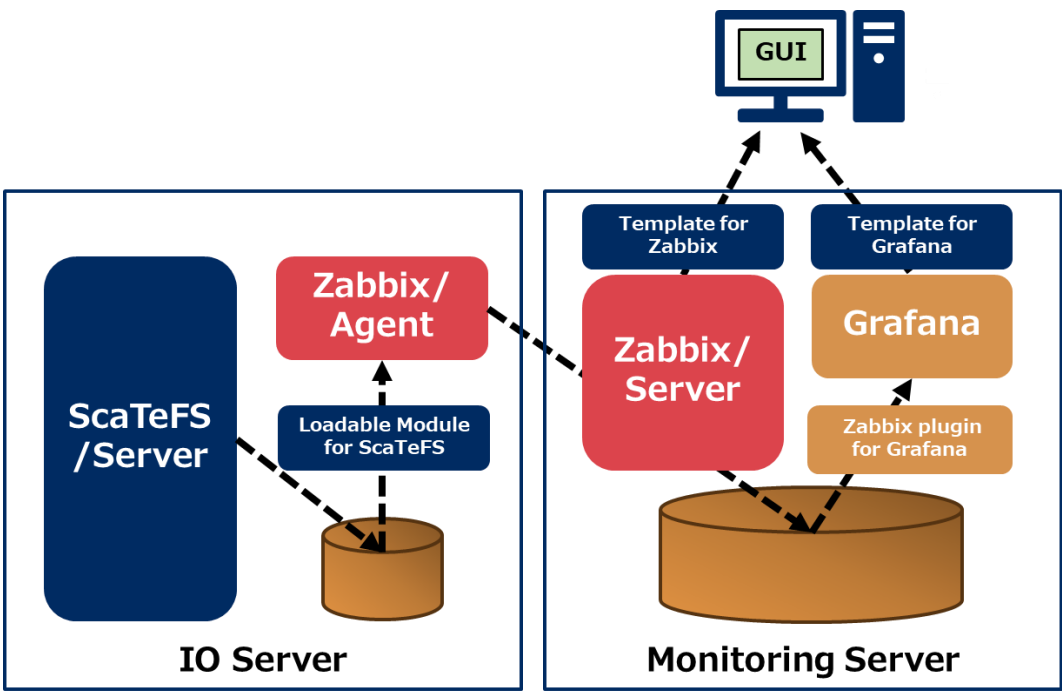 GUI
ScaTeFS
/Server
Zabbix/
Agent
Loadable Module
for ScaTeFS
IO Server
Template for
Zabbix
Zabbix/
Server
Template for
Grafana
Grafana
Zabbix plugin
for Grafana
Monitoring Server